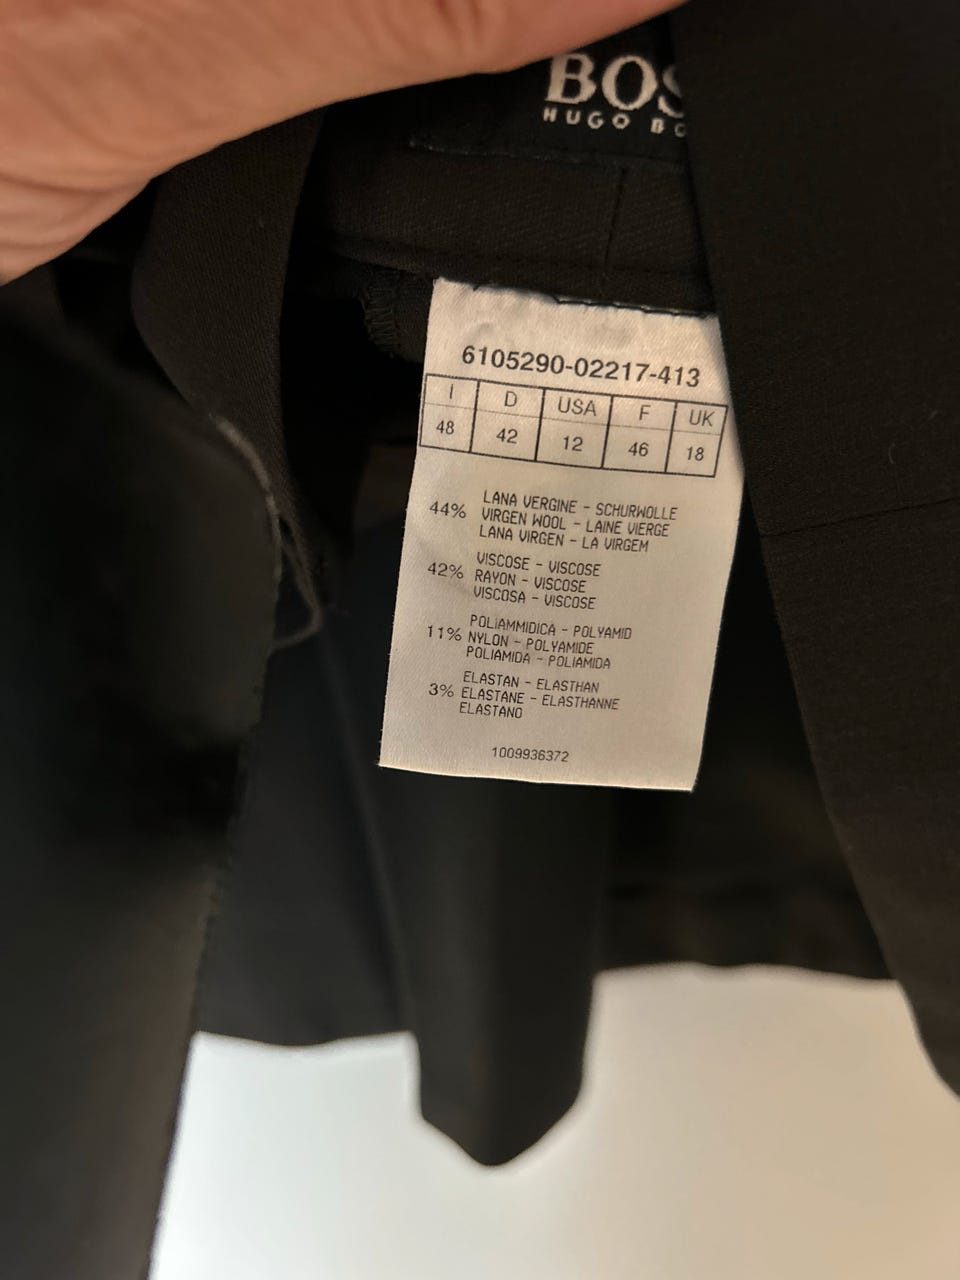 BOS
HUGO BO
6105290-02217-413
I D USA F UK
48 42 12 46 18
44% LANA VERGINE - SCHURWOLLE
VIRGEN WOOL - LAINE VIERGE
LANA VIRGEN - LA VIRGEM
42% VISCOSE - VISCOSE
RAYON - VISCOSE
VISCOSA - VISCOSE
11% POLiAMMIDICA - POLYAMID
NYLON - POLYAMIDE
POLIAMIDA - POLIAMIDA
3% ELASTAN - ELASTHAN
ELASTANE - ELASTHANNE
ELASTANO
1009936372